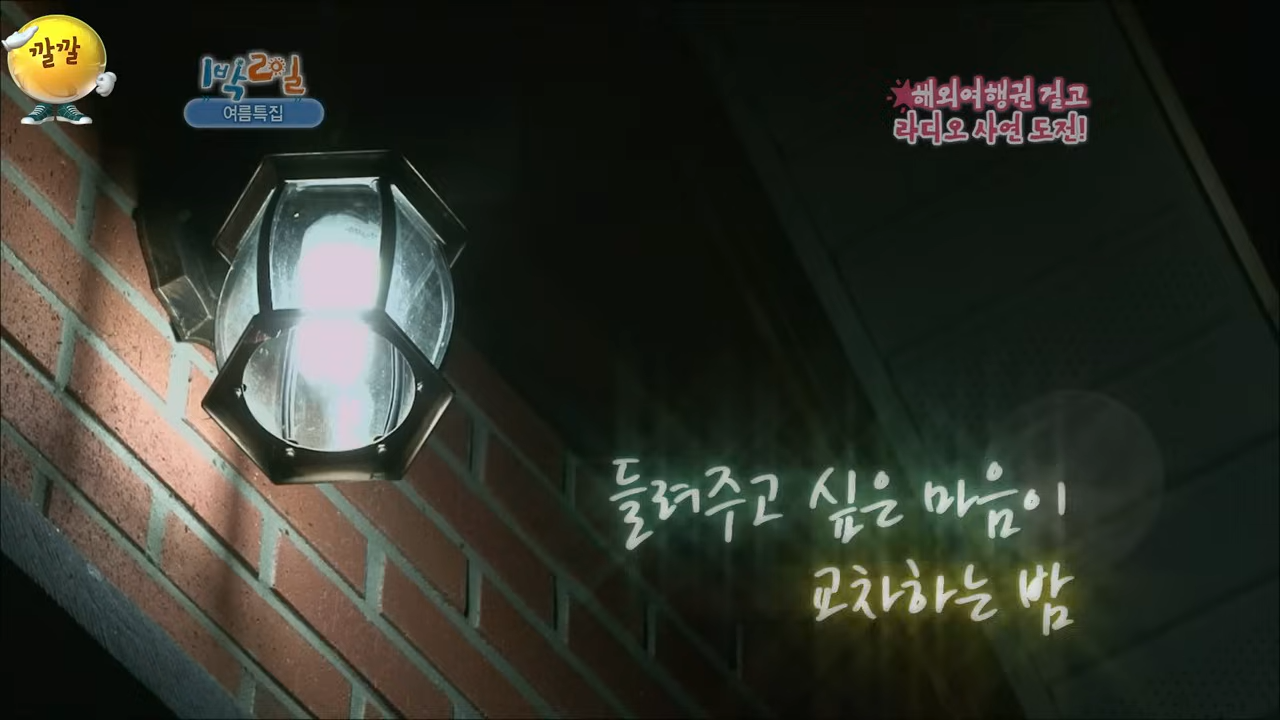 깔깔
1박2일
여름특집
해외여행권 걸고
라디오 사연 도전!
들려주고 싶은 마음이
교차하는 밤